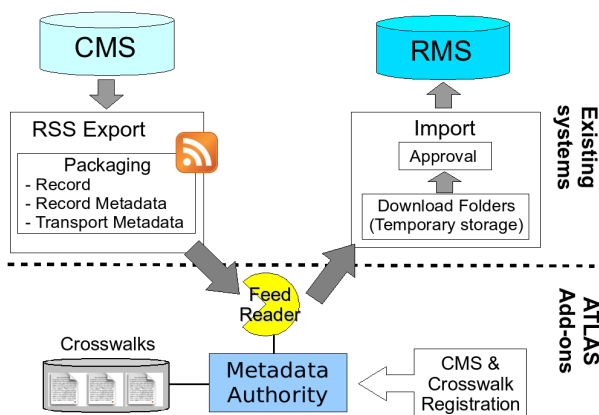 CMS
RMS
RSS Export
Packaging
- Record
- Record Metadata
- Transport Metadata
Import
Approval
Download Folders
(Temporary storage)
Existing
systems
Feed
Reader
ATLAS
Add-ons
Crosswalks
Metadata
Authority
CMS &
Crosswalk
Registration